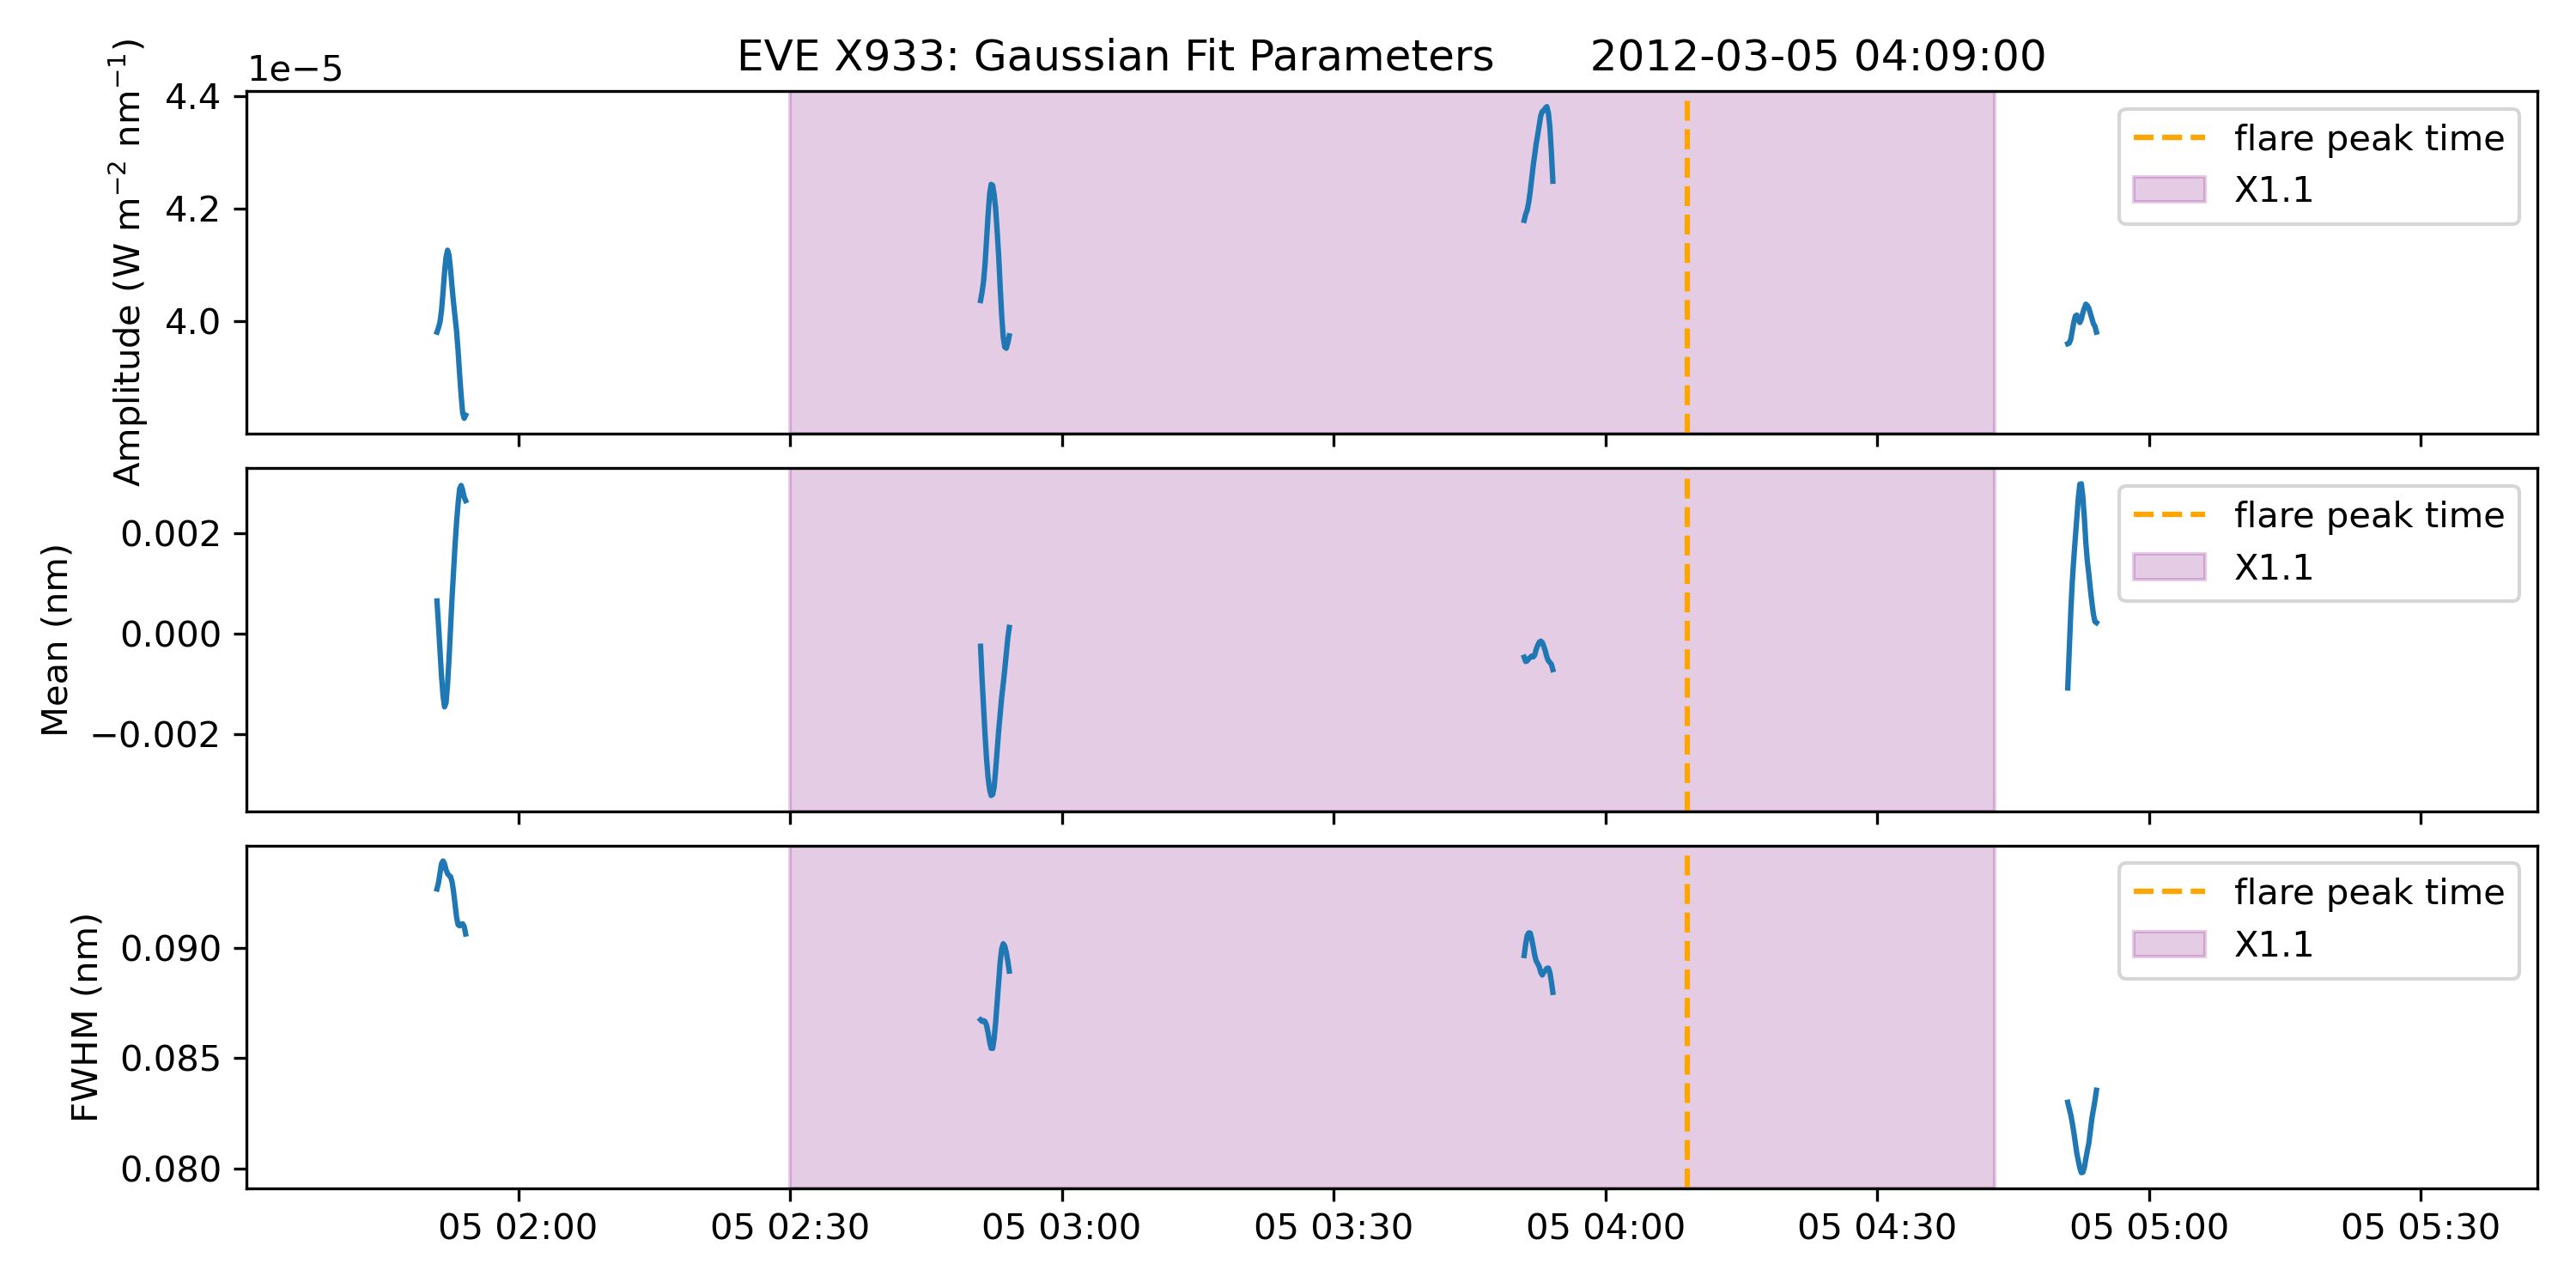 EVE X933: Gaussian Fit Parameters 2012-03-05 04:09:00
1e−5
Amplitude (W m⁻² nm⁻¹)
4.4
4.2
4.0
flare peak time
X1.1
Mean (nm)
0.002
0.000
−0.002
flare peak time
X1.1
FWHM (nm)
0.090
0.085
0.080
flare peak time
X1.1
05 02:00 05 02:30 05 03:00 05 03:30 05 04:00 05 04:30 05 05:00 05 05:30